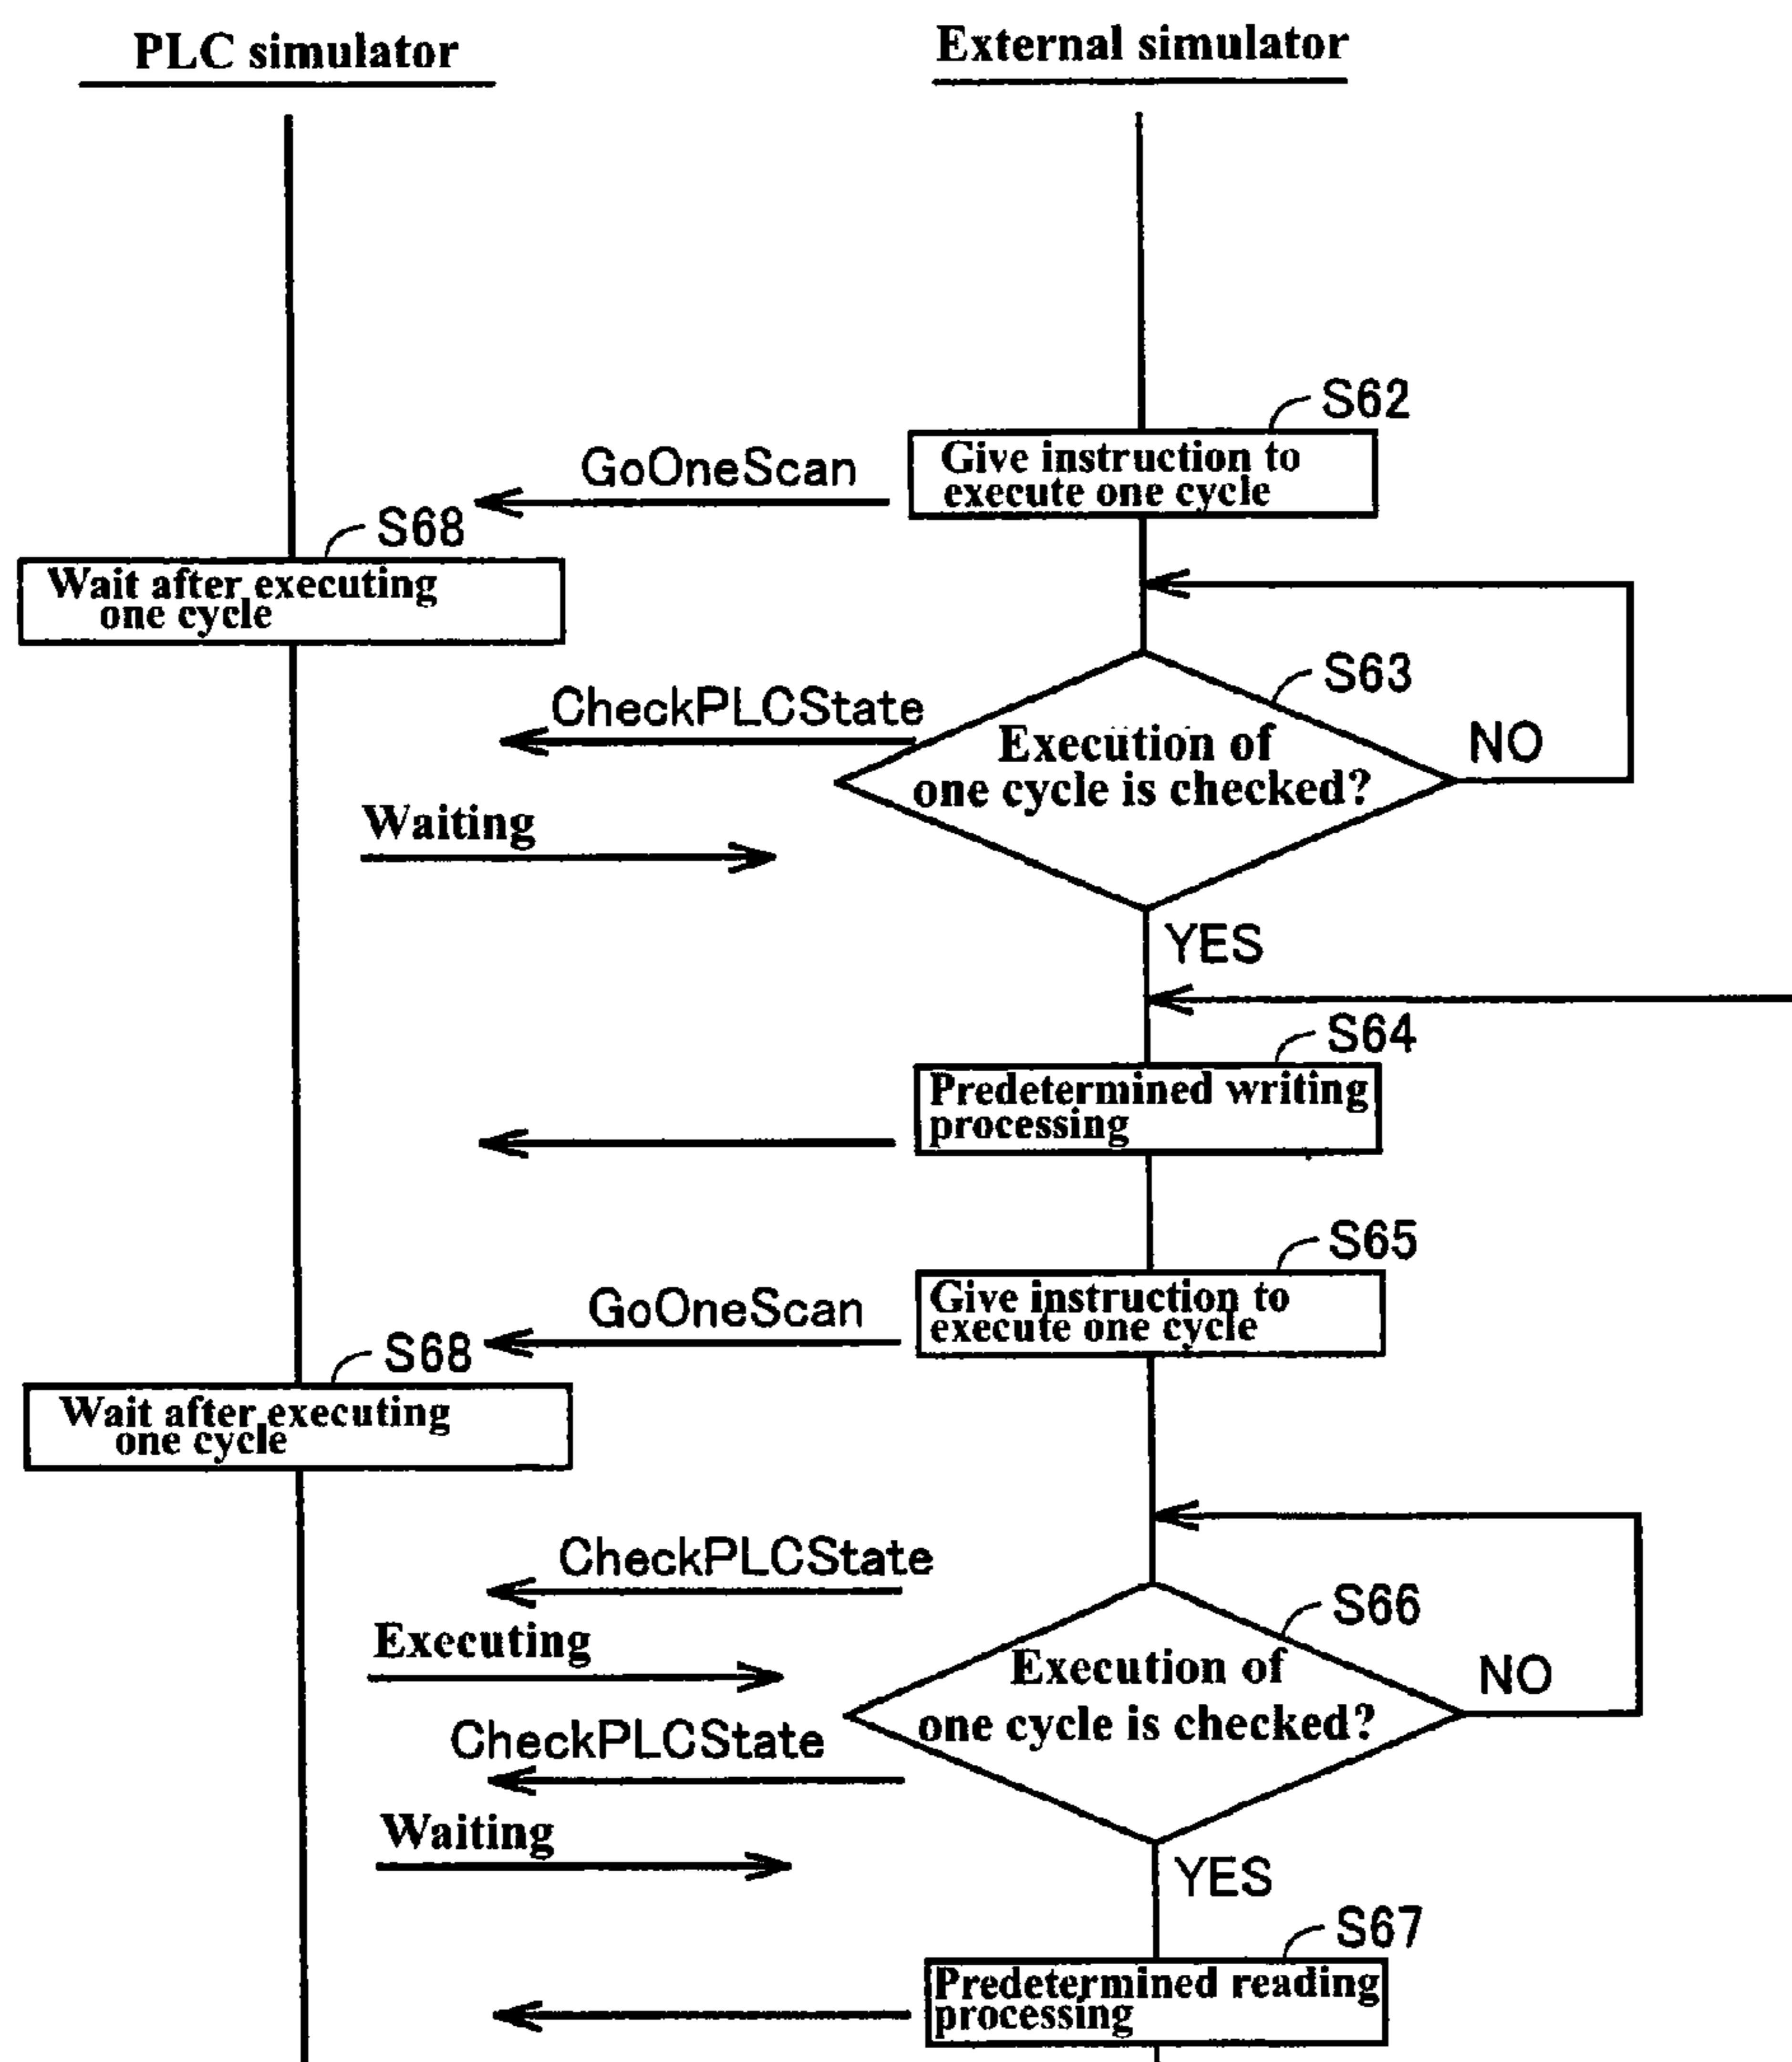 PLC simulator
External simulator
S62
Give instruction to
execute one cycle
GoOneScan
S68
Wait after executing
one cycle
S63
CheckPLCState
Execution of
one cycle is checked?
NO
Waiting
YES
S64
Predetermined writing
processing
S65
Give instruction to
execute one cycle
GoOneScan
S68
Wait after executing
one cycle
CheckPLCState
S66
Executing
Execution of
one cycle is checked?
NO
CheckPLCState
Waiting
YES
S67
Predetermined reading
processing